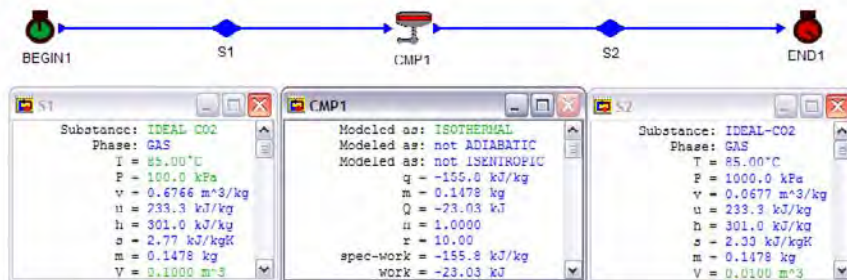 BEGIN1
S1
CMP1
S2
END1
S1
Substance: IDEAL CO2
Phase: GAS
T = 85.00°C
P = 100.0 kPa
v = 0.6766 m^3/kg
u = 233.3 kJ/kg
h = 301.0 kJ/kg
s = 2.77 kJ/kgK
m = 0.1478 kg
V = 0.1000 m^3
CMP1
Modeled as: ISOTHERMAL
Modeled as: not ADIABATIC
Modeled as: not ISENTROPIC
q = -155.8 kJ/kg
m = 0.1478 kg
Q = -23.03 kJ
n = 1.0000
r = 10.00
spec-work = -155.8 kJ/kg
work = -23.03 kJ
S2
Substance: IDEAL-CO2
Phase: GAS
T = 85.00°C
P = 1000.0 kPa
v = 0.0677 m^3/kg
u = 233.3 kJ/kg
h = 301.0 kJ/kg
s = 2.33 kJ/kgK
m = 0.1478 kg
V = 0.0100 m^3